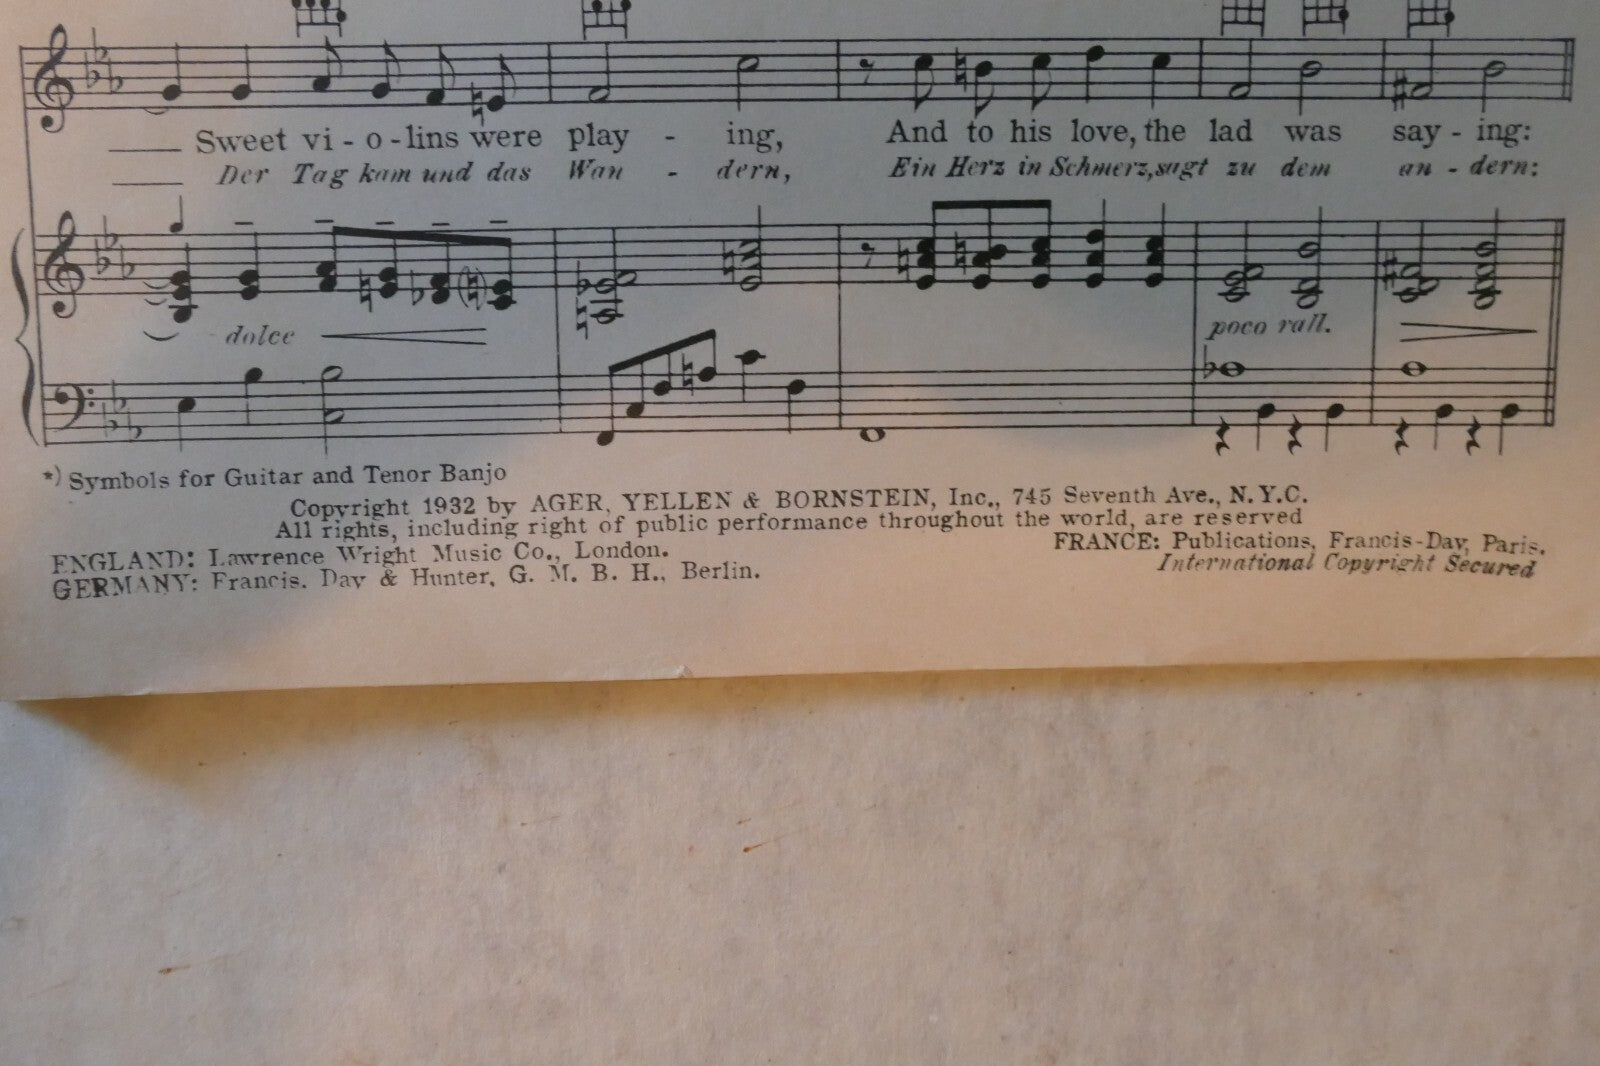 Sweet vi - o - lins were play - ing, And to his love, the lad was say - ing:
Der Tag kam und das Wan - dern, Ein Herz in Schmerz, sagt zu dem an - dern:
dolce poco rall.
*) Symbols for Guitar and Tenor Banjo
Copyright 1932 by AGER, YELLEN & BORNSTEIN, Inc., 745 Seventh Ave., N.Y.C.
All rights, including right of public performance throughout the world, are reserved
ENGLAND: Lawrence Wright Music Co., London. FRANCE: Publications, Francis-Day, Paris.
GERMANY: Francis. Day & Hunter, G. M. B. H., Berlin. International Copyright Secured